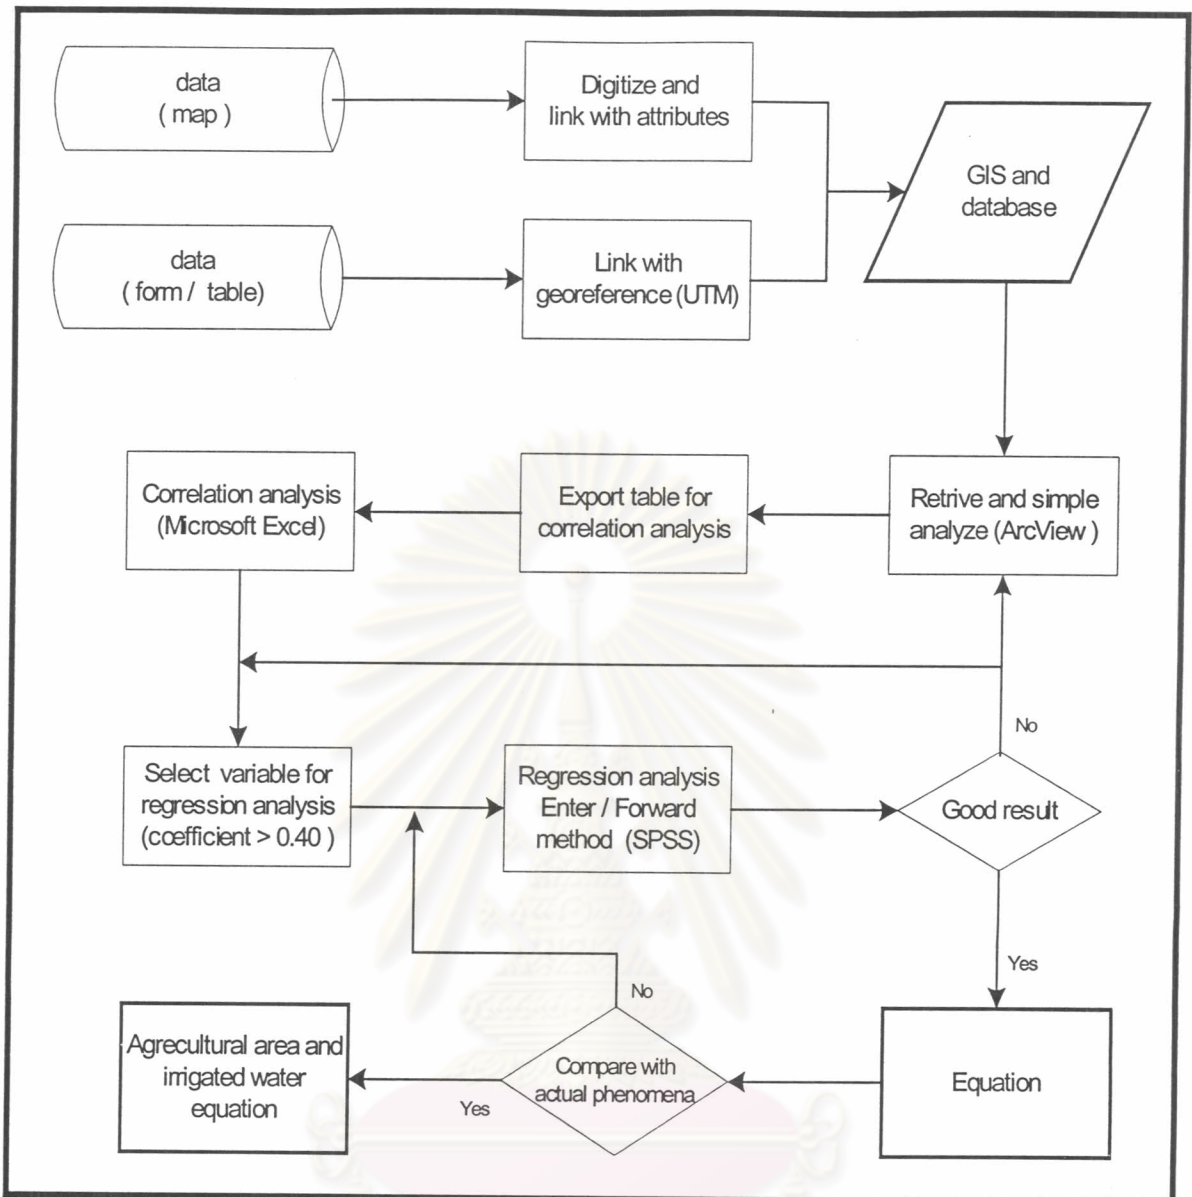 data
( map )
Digitize and
link with attributes
GIS and
database
data
( form / table)
Link with
georeference (UTM)
Correlation analysis
(Microsoft Excel)
Export table for
correlation analysis
Retrive and simple
analyze (ArcView )
No
Select variable for
regression analysis
(coefficient > 0.40 )
Regression analysis
Enter / Forward
method (SPSS)
Good result
Yes
No
Agrecultural area and
irrigated water
equation
Yes
Compare with
actual phenomena
Equation